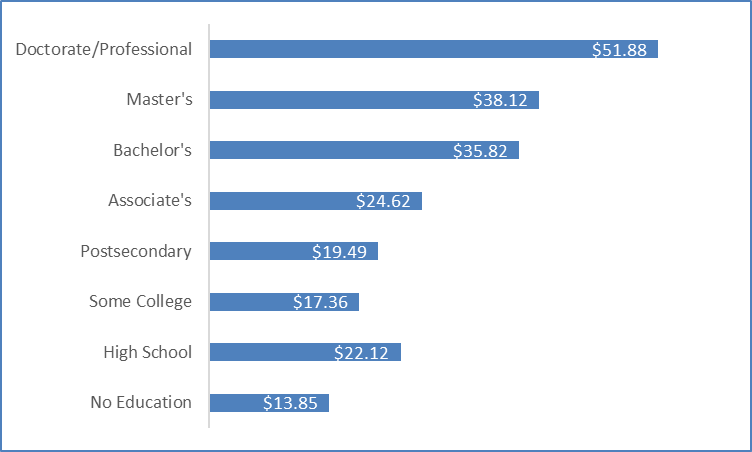 Doctorate/Professional $51.88
Master's $38.12
Bachelor's $35.82
Associate's $24.62
Postsecondary $19.49
Some College $17.36
High School $22.12
No Education $13.85